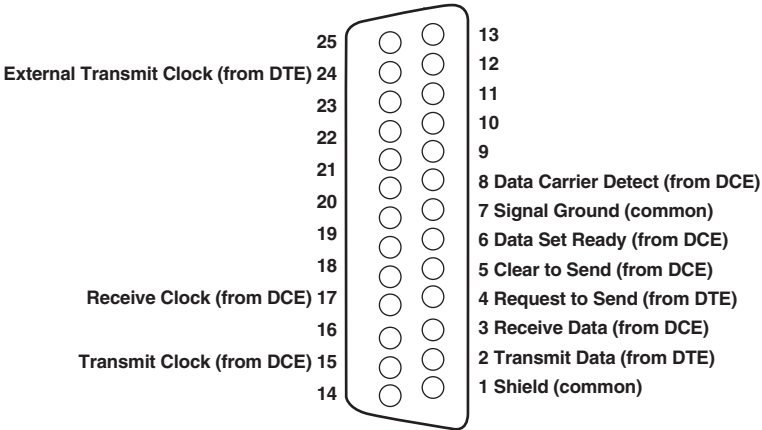 25
External Transmit Clock (from DTE) 24
23
22
21
20
19
18
Receive Clock (from DCE) 17
16
Transmit Clock (from DCE) 15
14
13
12
11
10
9
8 Data Carrier Detect (from DCE)
7 Signal Ground (common)
6 Data Set Ready (from DCE)
5 Clear to Send (from DCE)
4 Request to Send (from DTE)
3 Receive Data (from DCE)
2 Transmit Data (from DTE)
1 Shield (common)